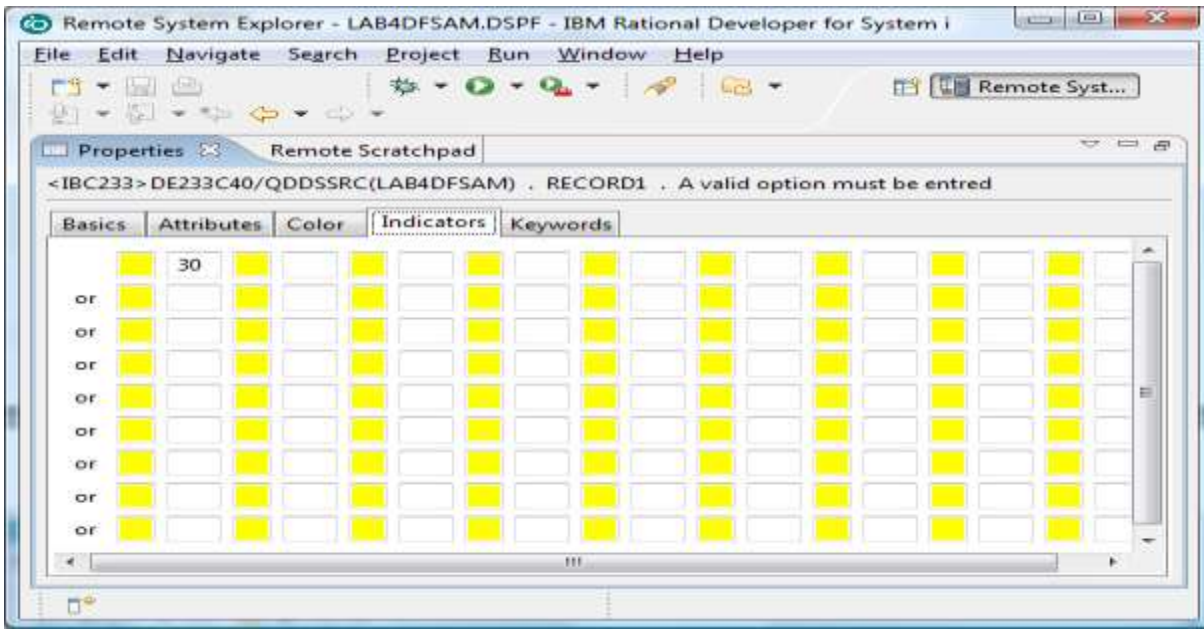 Remote System Explorer - LAB4DFSAM.DSPF - IBM Rational Developer for System i
File Edit Navigate Search Project Run Window Help
Remote Syst...
Properties Remote Scratchpad
<IBC233>DE233C40/QDDSSRC(LAB4DFSAM) . RECORD1 . A valid option must be entred
Basics Attributes Color Indicators Keywords
30
or
or
or
or
or
or
or
or